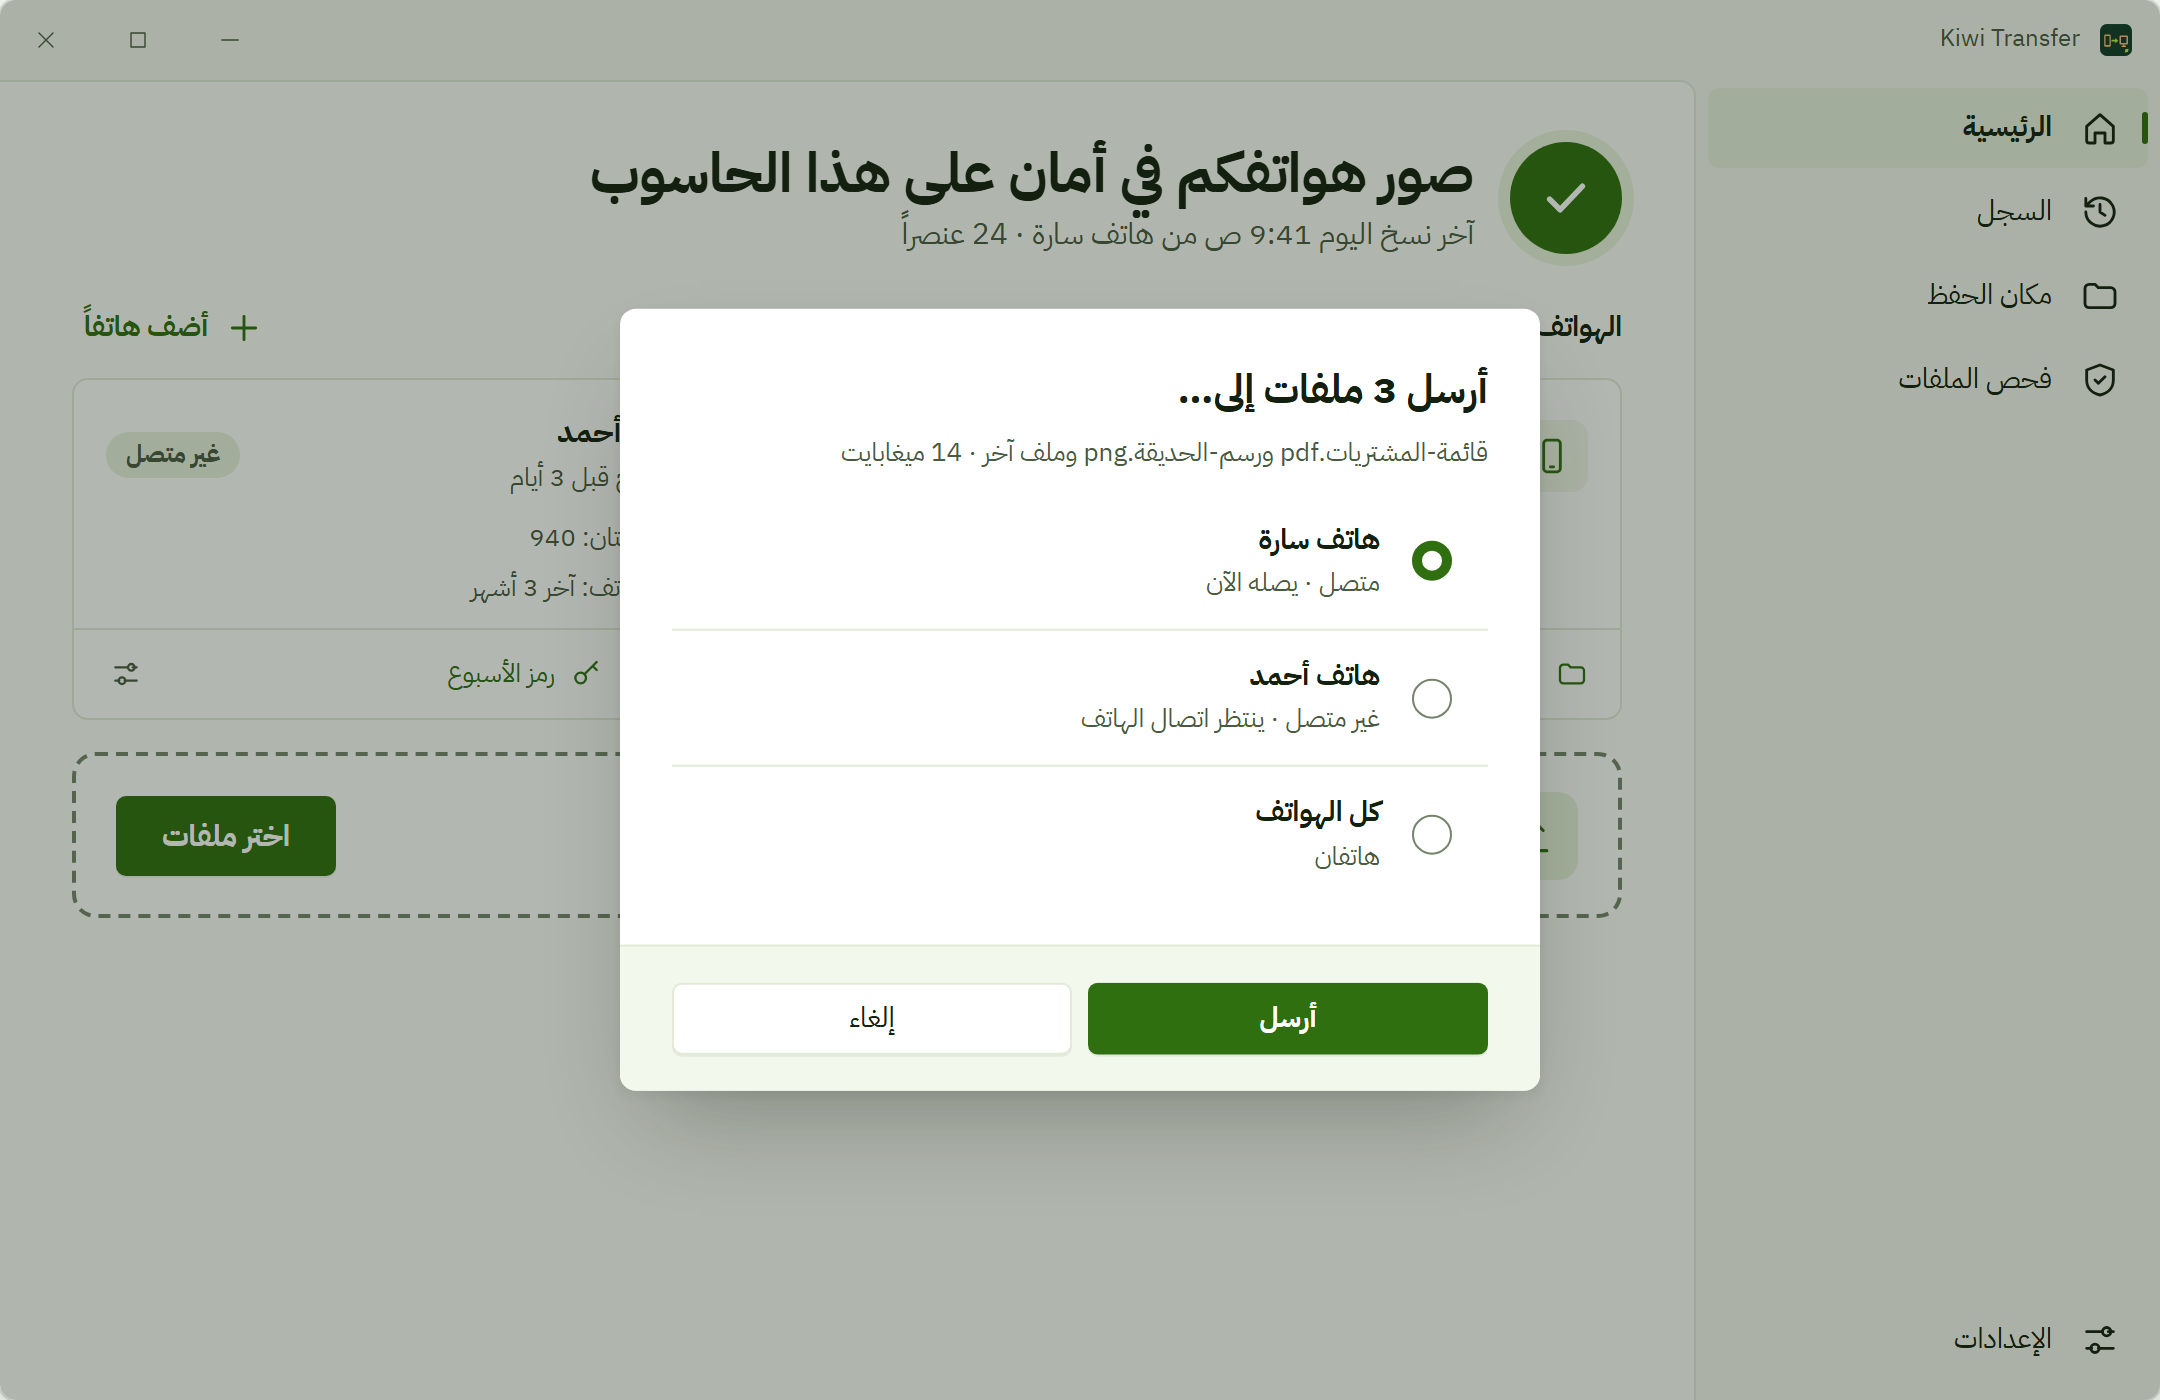 Kiwi Transfer
الرئيسية
السجل
مكان الحفظ
فحص الملفات
الإعدادات
صور هواتفكم في أمان على هذا الحاسوب
آخر نسخ اليوم 9:41 ص من هاتف سارة · 24 عنصراً
الهواتف
أضف هاتفاً
أحمد
غير متصل
قبل 3 أيام
940
آخر 3 أشهر
رمز الأسبوع
اختر ملفات
أرسل 3 ملفات إلى...
قائمة-المشتريات.pdf ورسم-الحديقة.png وملف آخر · 14 ميغابايت
هاتف سارة
متصل · يصله الآن
هاتف أحمد
غير متصل · ينتظر اتصال الهاتف
كل الهواتف
هاتفان
أرسل
إلغاء